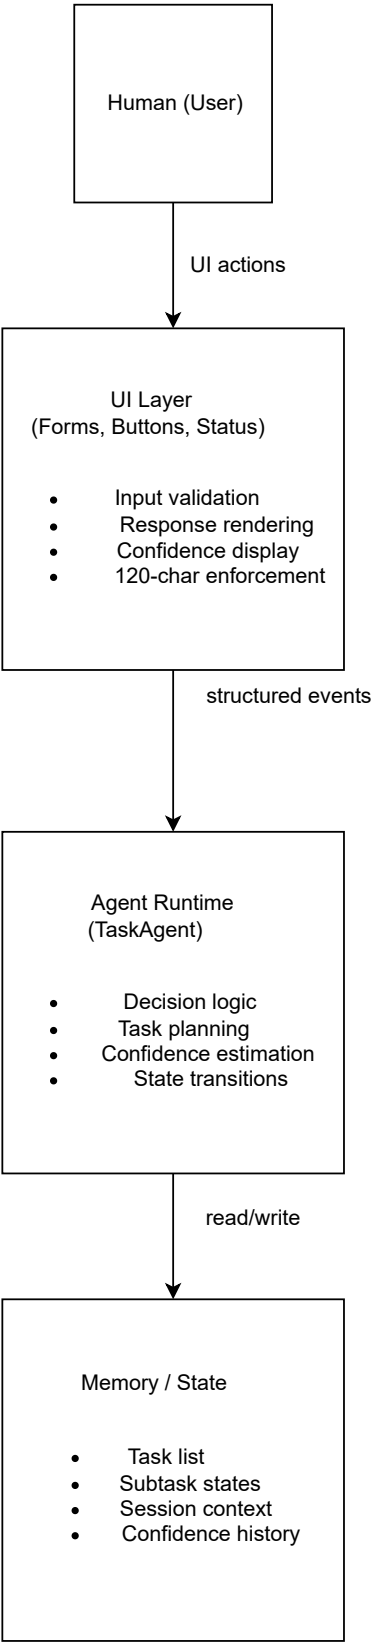 Human (User)
UI actions
UI Layer
(Forms, Buttons, Status)
• Input validation
• Response rendering
• Confidence display
• 120-char enforcement
structured events
Agent Runtime
(TaskAgent)
• Decision logic
• Task planning
• Confidence estimation
• State transitions
read/write
Memory / State
• Task list
• Subtask states
• Session context
• Confidence history